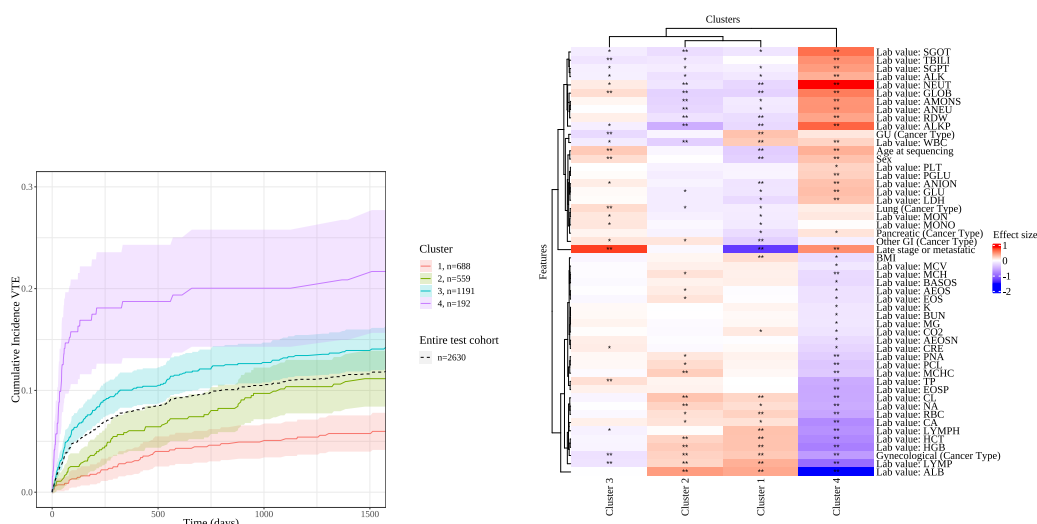 Cumulative Incidence VTE
0.3
0.2
0.1
0.0
0
500
1000
1500
Time (days)
Cluster
1, n=688
2, n=559
3, n=1191
4, n=192
Entire test cohort
n=2630
Clusters
Features
Lab value: SGOT
Lab value: TBILI
Lab value: SGPT
Lab value: ALK
Lab value: NEUT
Lab value: GLOB
Lab value: AMONS
Lab value: ANEU
Lab value: RDW
Lab value: ALKP
GU (Cancer Type)
Lab value: WBC
Age at sequencing
Sex
Lab value: PLT
Lab value: PGLU
Lab value: ANION
Lab value: GLU
Lab value: LDH
Lung (Cancer Type)
Lab value: MON
Lab value: MONO
Pancreatic (Cancer Type)
Other GI (Cancer Type)
Late stage or metastatic
BMI
Lab value: MCV
Lab value: MCH
Lab value: BASOS
Lab value: AEOS
Lab value: EOS
Lab value: K
Lab value: BUN
Lab value: MG
Lab value: CO2
Lab value: AEOSN
Lab value: CRE
Lab value: PNA
Lab value: PCL
Lab value: MCHC
Lab value: TP
Lab value: EOSP
Lab value: CL
Lab value: NA
Lab value: RBC
Lab value: CA
Lab value: LYMPH
Lab value: HCT
Lab value: HGB
Gynecological (Cancer Type)
Lab value: LYMP
Lab value: ALB
Cluster 3
Cluster 2
Cluster 1
Cluster 4
Effect size
1
0
-1
-2